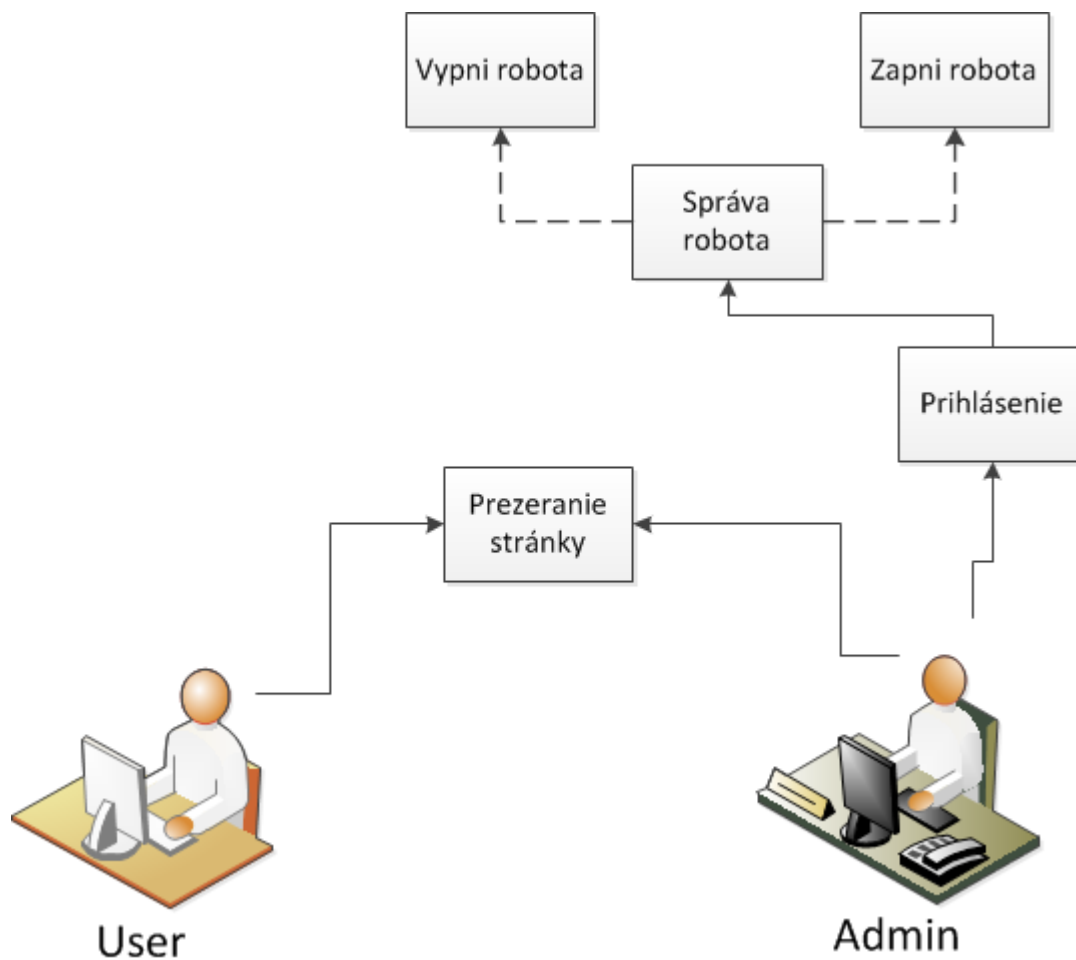 Vypni robota
Zapni robota
Správa
robota
Prihlásenie
Prezeranie
stránky
User
Admin